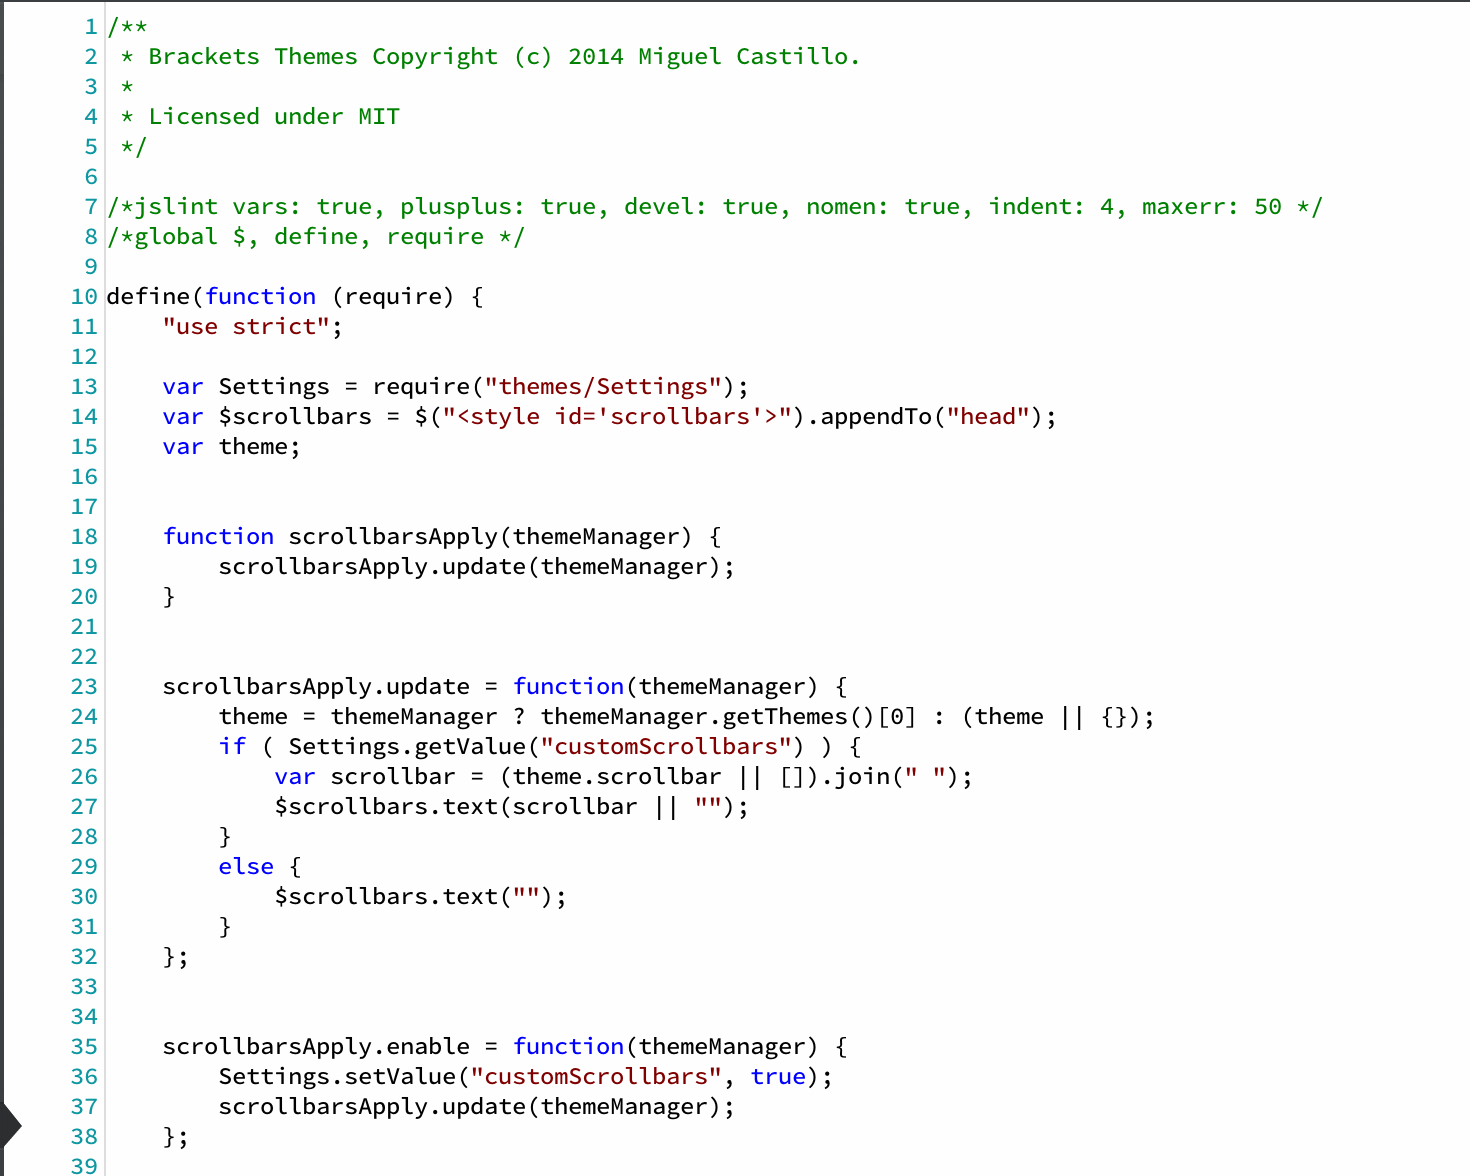 1 /**
2  * Brackets Themes Copyright (c) 2014 Miguel Castillo.
3  *
4  * Licensed under MIT
5  */
6
7 /*jslint vars: true, plusplus: true, devel: true, nomen: true, indent: 4, maxerr: 50 */
8 /*global $, define, require */
9
10 define(function (require) {
11     "use strict";
12
13     var Settings = require("themes/Settings");
14     var $scrollbars = $("<style id='scrollbars'>").appendTo("head");
15     var theme;
16
17
18     function scrollbarsApply(themeManager) {
19         scrollbarsApply.update(themeManager);
20     }
21
22
23     scrollbarsApply.update = function(themeManager) {
24         theme = themeManager ? themeManager.getThemes()[0] : (theme || {});
25         if ( Settings.getValue("customScrollbars") ) {
26             var scrollbar = (theme.scrollbar || []).join(" ");
27             $scrollbars.text(scrollbar || "");
28         }
29         else {
30             $scrollbars.text("");
31         }
32     };
33
34
35     scrollbarsApply.enable = function(themeManager) {
36         Settings.setValue("customScrollbars", true);
37         scrollbarsApply.update(themeManager);
38     };
39